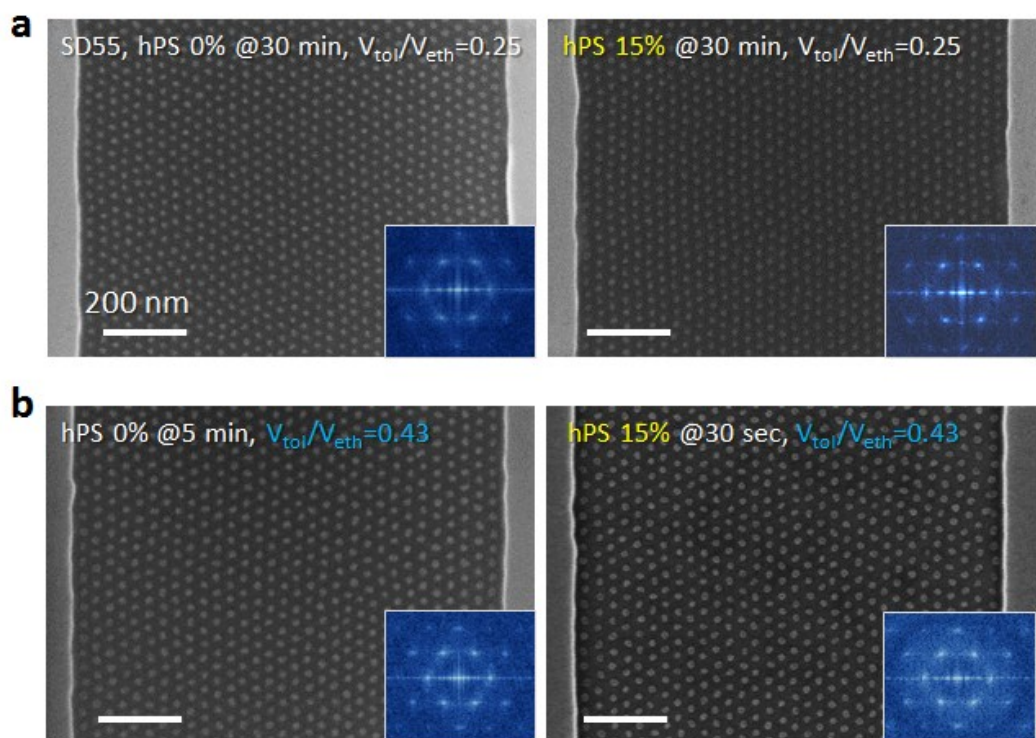 a
SD55, hPS 0% @30 min, Vtol/Veth=0.25
hPS 15% @30 min, Vtol/Veth=0.25
200 nm
b
hPS 0% @5 min, Vtol/Veth=0.43
hPS 15% @30 sec, Vtol/Veth=0.43